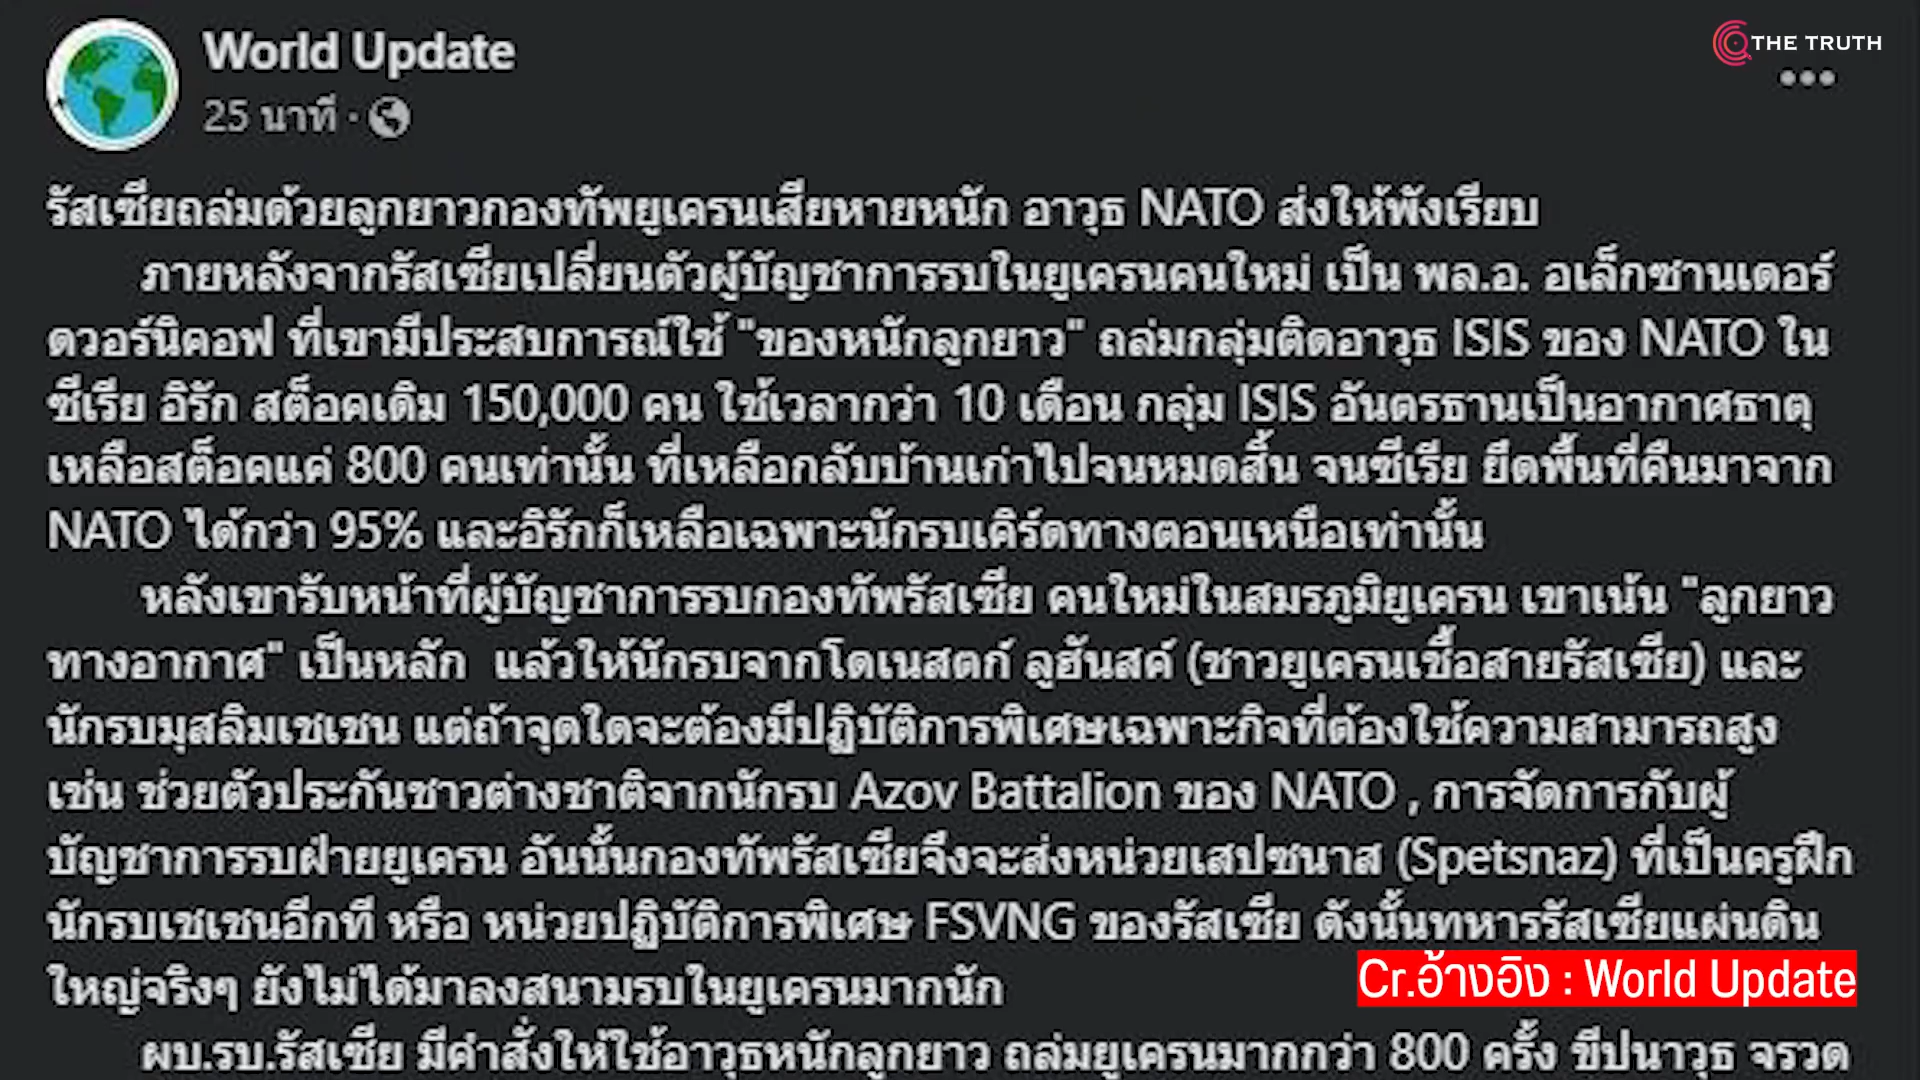 World Update
THE TRUTH
25 นาที ·
รัสเซียถล่มด้วยลูกยาวกองทัพยูเครนเสียหายหนัก อาวุธ NATO ส่งให้พังเรียบ
ภายหลังจากรัสเซียเปลี่ยนตัวผู้บัญชาการรบในยูเครนคนใหม่ เป็น พล.อ. อเล็กซานเดอร์
ดวอร์นิคอฟ ที่เขามีประสบการณ์ใช้ "ของหนักลูกยาว" ถล่มกลุ่มติดอาวุธ ISIS ของ NATO ใน
ซีเรีย อิรัก สต็อคเดิม 150,000 คน ใช้เวลากว่า 10 เดือน กลุ่ม ISIS อันตรธานเป็นอากาศธาตุ
เหลือสต็อคแค่ 800 คนเท่านั้น ที่เหลือกลับบ้านเก่าไปจนหมดสิ้น จนซีเรีย ยึดพื้นที่คืนมาจาก
NATO ได้กว่า 95% และอิรักก็เหลือเฉพาะนักรบเคิร์ดทางตอนเหนือเท่านั้น
หลังเขารับหน้าที่ผู้บัญชาการรบกองทัพรัสเซีย คนใหม่ในสมรภูมิยูเครน เขาเน้น "ลูกยาว
ทางอากาศ" เป็นหลัก แล้วให้นักรบจากโดเนสตก์ ลูฮันสค์ (ชาวยูเครนเชื้อสายรัสเซีย) และ
นักรบมุสลิมเชเชน แต่ถ้าจุดใดจะต้องมีปฏิบัติการพิเศษเฉพาะกิจที่ต้องใช้ความสามารถสูง
เช่น ช่วยตัวประกันชาวต่างชาติจากนักรบ Azov Battalion ของ NATO , การจัดการกับผู้
บัญชาการรบฝ่ายยูเครน อันนั้นกองทัพรัสเซียจึงจะส่งหน่วยเสปซนาส (Spetsnaz) ที่เป็นครูฝึก
นักรบเชเชนอีกที หรือ หน่วยปฏิบัติการพิเศษ FSVNG ของรัสเซีย ดังนั้นทหารรัสเซียแผ่นดิน
ใหญ่จริงๆ ยังไม่ได้มาลงสนามรบในยูเครนมากนัก
Cr.อ้างอิง : World Update
ผบ.รบ.รัสเซีย มีคำสั่งให้ใช้อาวุธหนักลูกยาว ถล่มยูเครนมากกว่า 800 ครั้ง ขีปนาวุธ จรวด